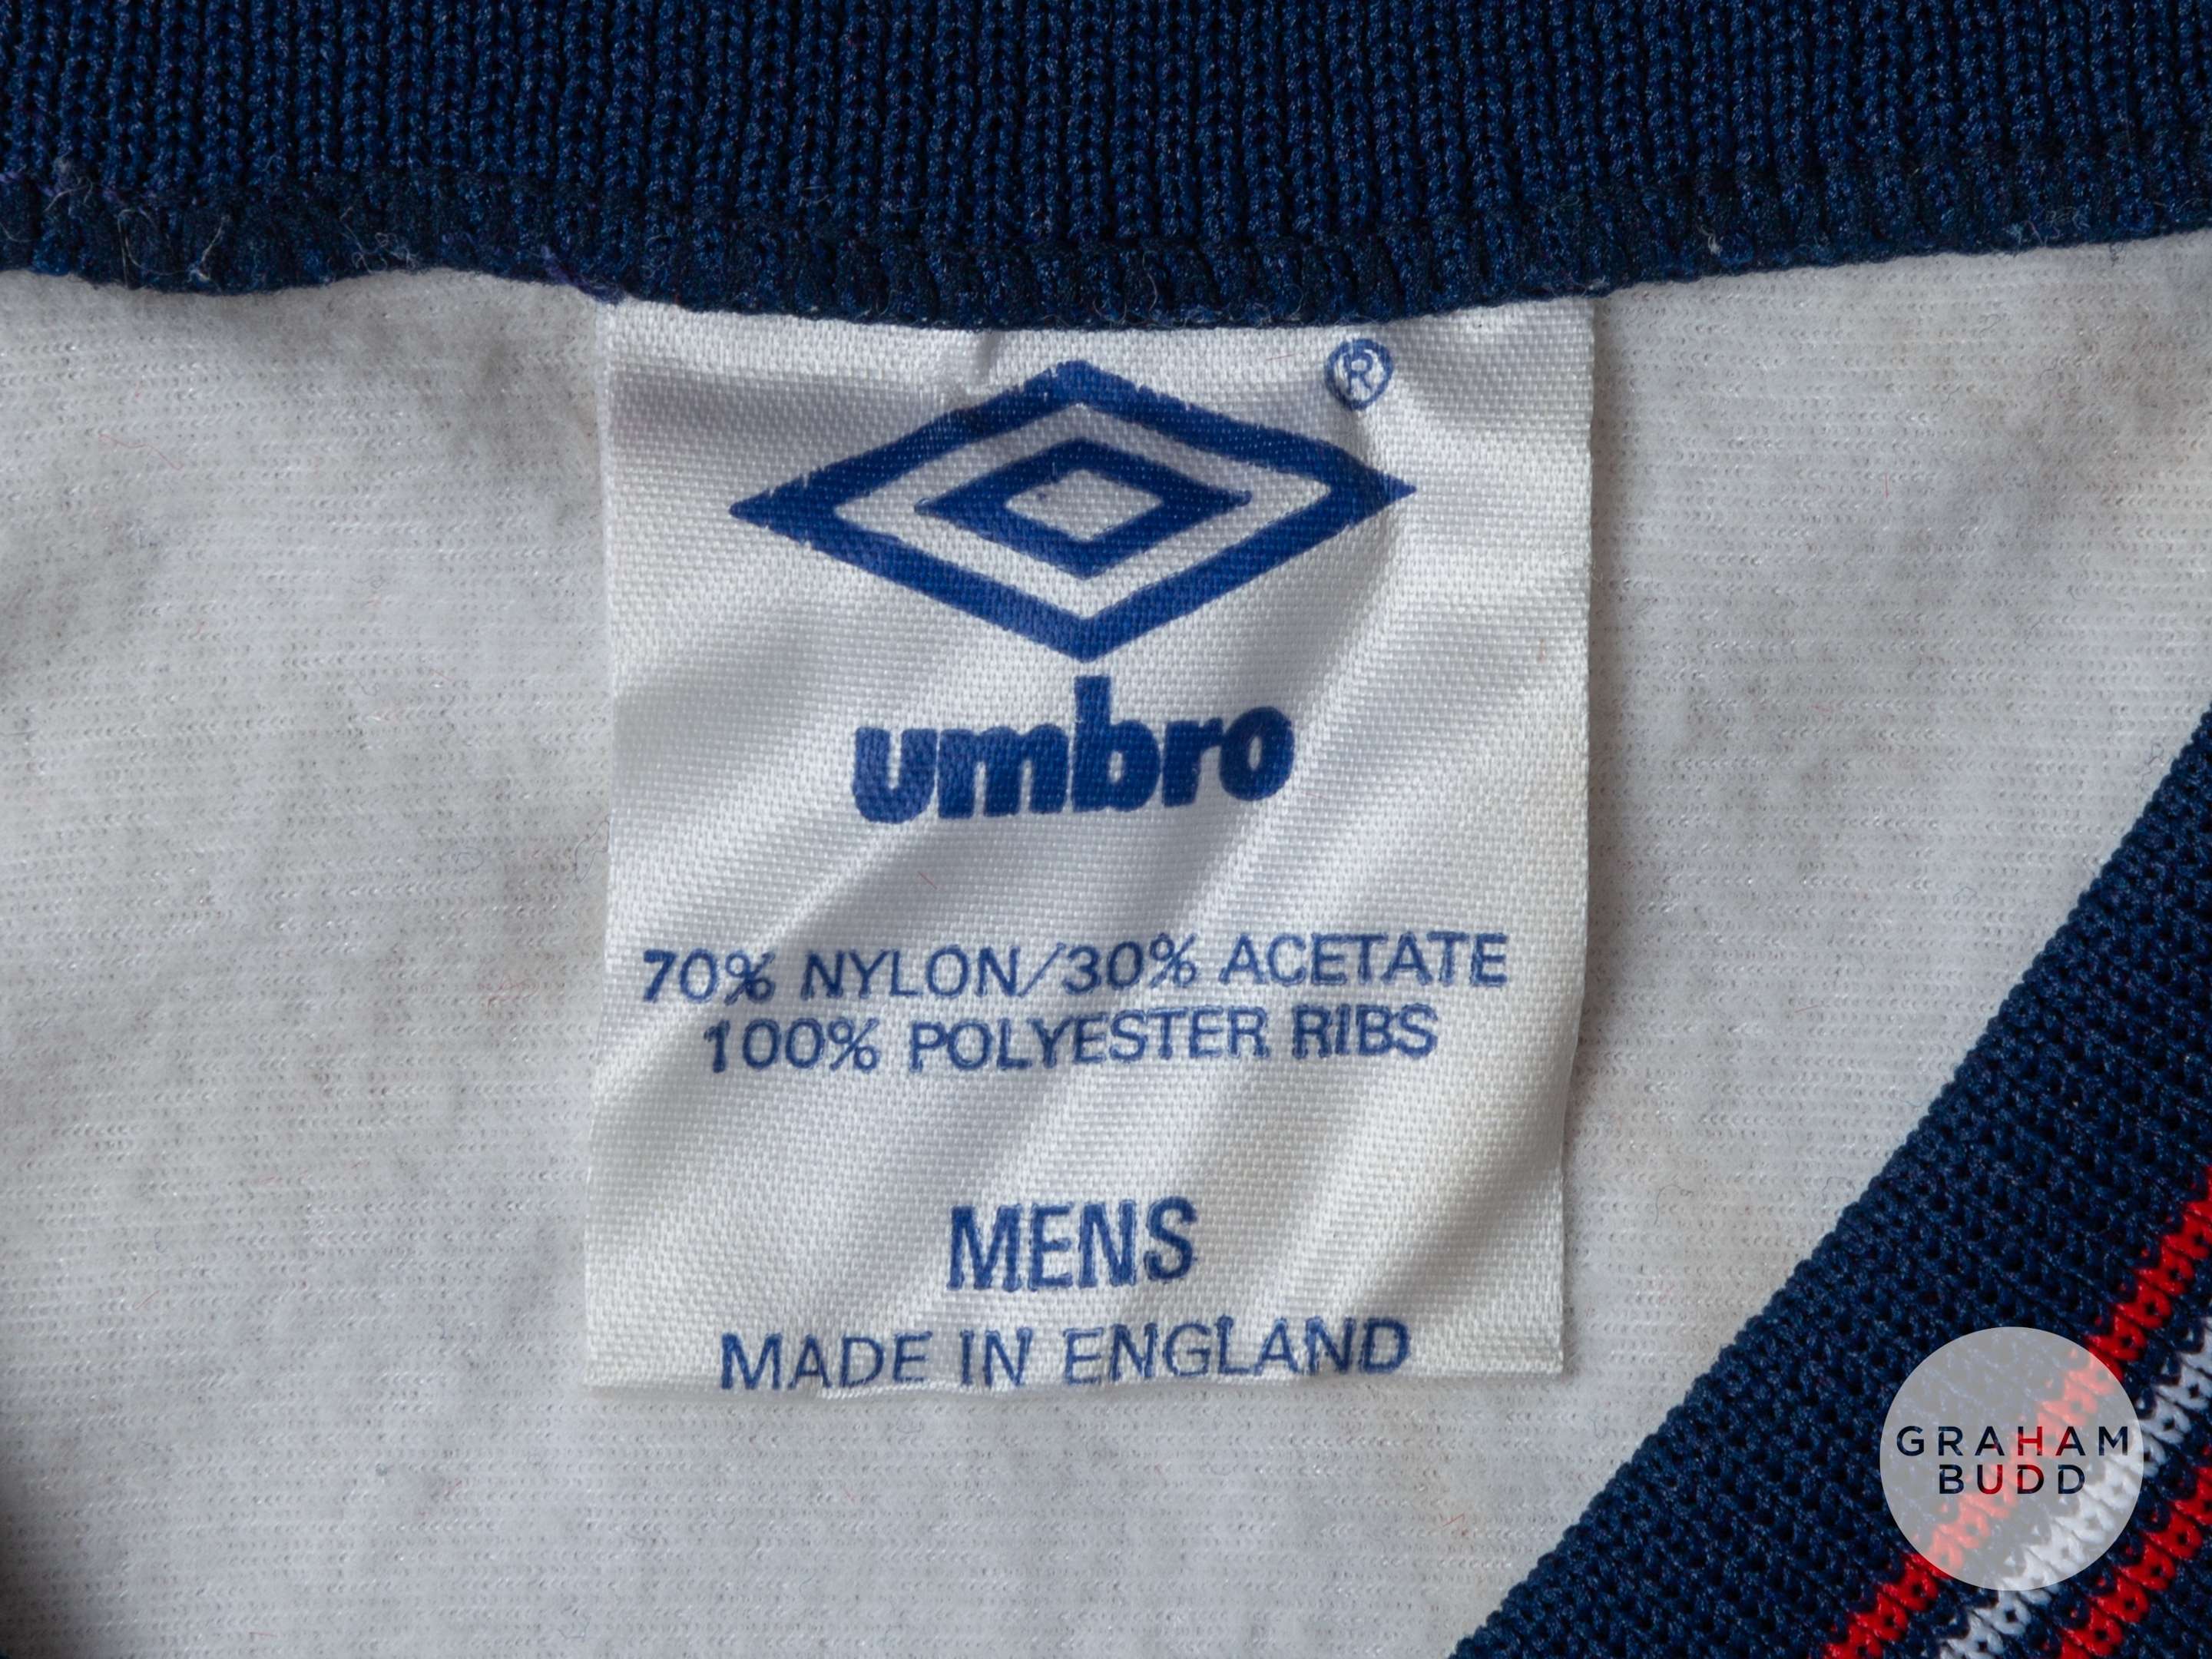 ®
umbro
70% NYLON/30% ACETATE
100% POLYESTER RIBS
MENS
MADE IN ENGLAND
GRAHAM
BUDD